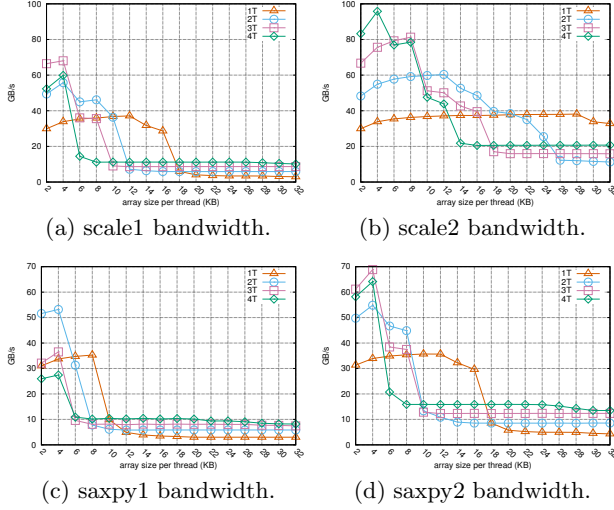 100
80
60
40
20
0
GB/s
1T
2T
3T
4T
2 4 6 8 10 12 14 16 18 20 22 24 26 28 30 32
array size per thread (KB)
(a) scale1 bandwidth.
100
80
60
40
20
0
GB/s
1T
2T
3T
4T
2 4 6 8 10 12 14 16 18 20 22 24 26 28 30 32
array size per thread (KB)
(b) scale2 bandwidth.
70
60
50
40
30
20
10
0
GB/s
1T
2T
3T
4T
2 4 6 8 10 12 14 16 18 20 22 24 26 28 30 32
array size per thread (KB)
(c) saxpy1 bandwidth.
70
60
50
40
30
20
10
0
GB/s
1T
2T
3T
4T
2 4 6 8 10 12 14 16 18 20 22 24 26 28 30 32
array size per thread (KB)
(d) saxpy2 bandwidth.